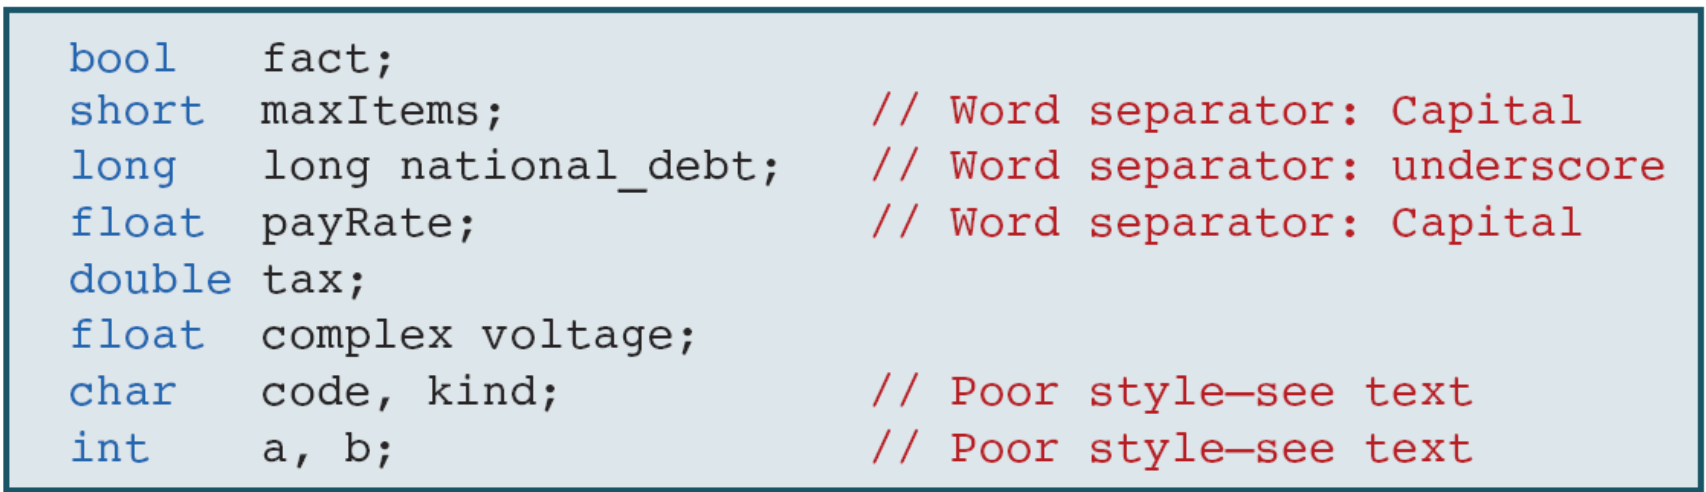 bool   fact;
short  maxItems;              // Word separator: Capital
long   long national_debt;   // Word separator: underscore
float  payRate;               // Word separator: Capital
double tax;
float  complex voltage;
char   code, kind;            // Poor style—see text
int    a, b;                  // Poor style—see text